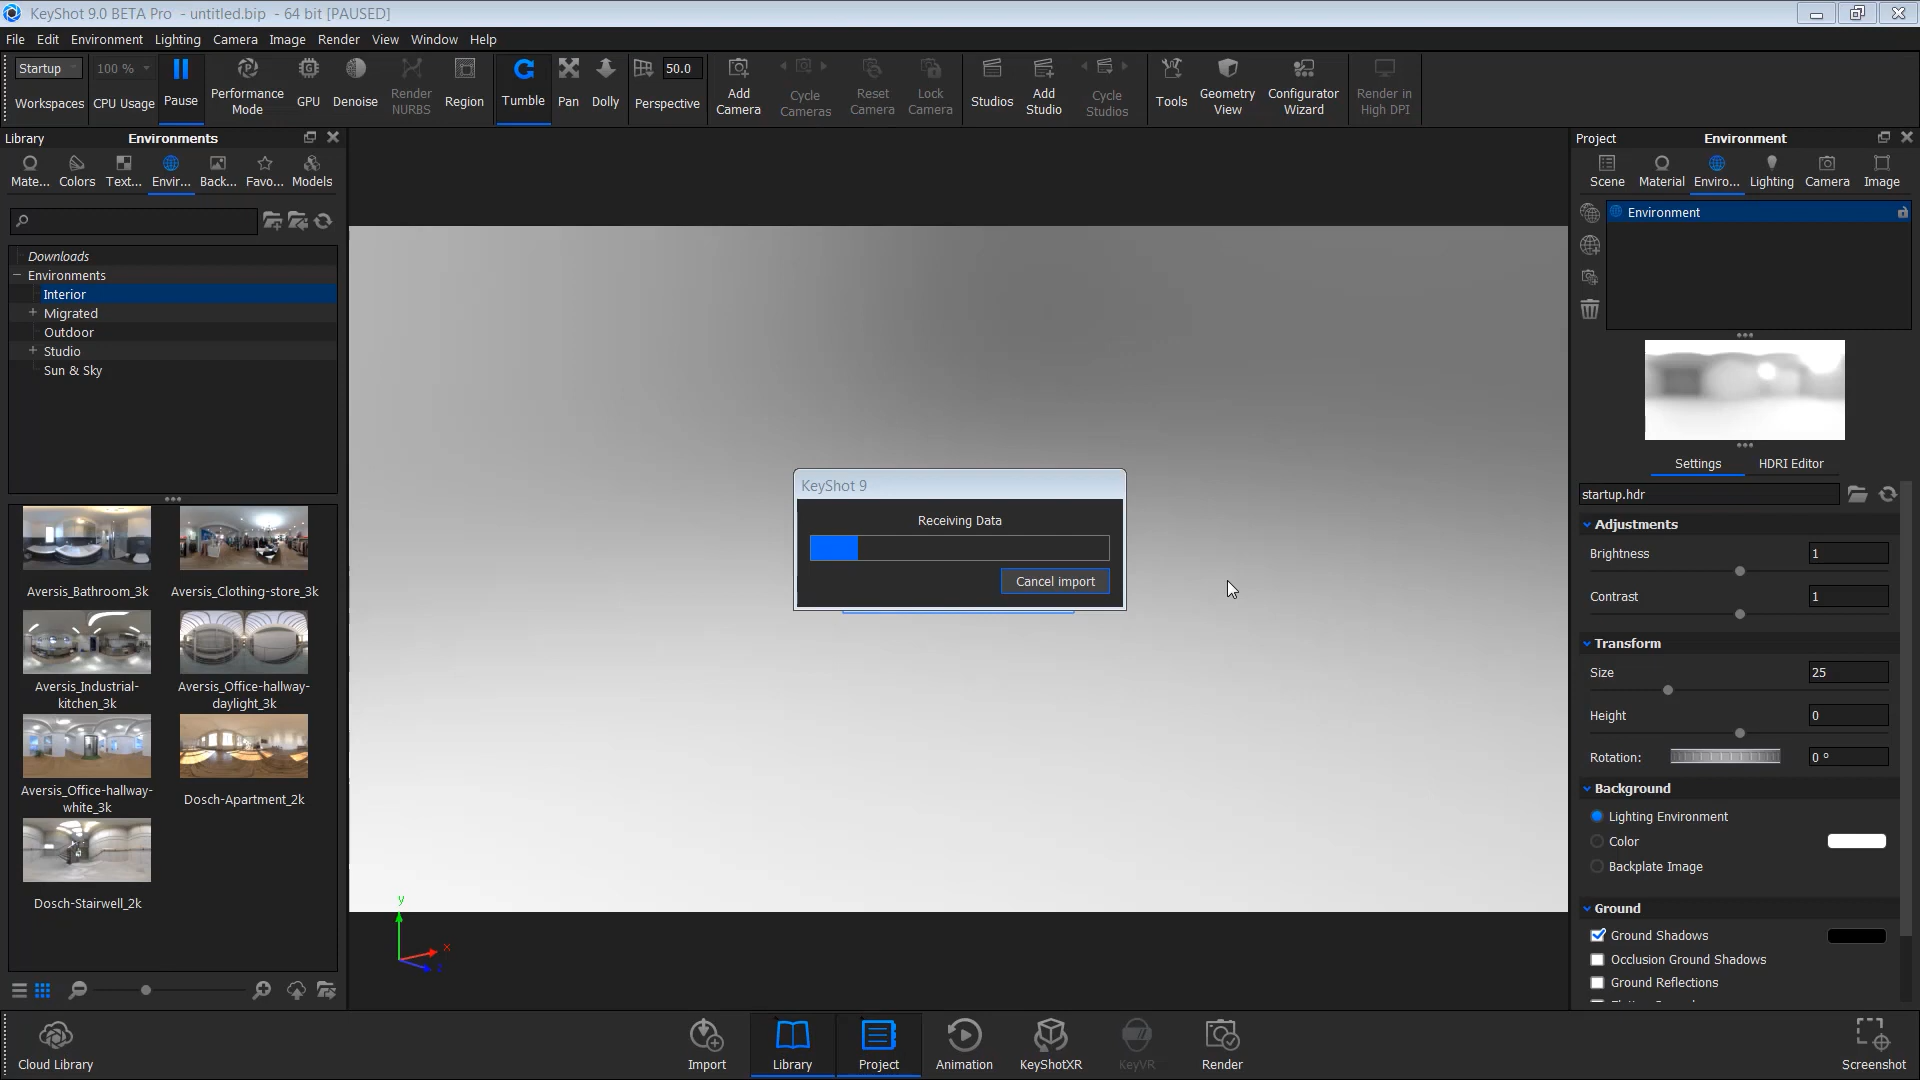 KeyShot 9.0 BETA Pro - untitled.bip - 64 bit [PAUSED]
File Edit Environment Lighting Camera Image Render View Window Help
Startup
Workspaces
100 %
CPU Usage
Pause
Performance
Mode
GPU
Denoise
Render
NURBS
Region
Tumble
Pan
Dolly
50.0
Perspective
Add
Camera
Cycle
Cameras
Reset
Camera
Lock
Camera
Studios
Add
Studio
Cycle
Studios
Tools
Geometry
View
Configurator
Wizard
Render in
High DPI
Library
Environments
Mate...
Colors
Text...
Envir...
Back...
Favo...
Models
Downloads
Environments
Interior
Migrated
Outdoor
Studio
Sun & Sky
Aversis_Bathroom_3k
Aversis_Clothing-store_3k
Aversis_Industrial-
kitchen_3k
Aversis_Office-hallway-
daylight_3k
Aversis_Office-hallway-
white_3k
Dosch-Apartment_2k
Dosch-Stairwell_2k
KeyShot 9
Receiving Data
Cancel import
y
x
Project
Environment
Scene
Material
Enviro...
Lighting
Camera
Image
Environment
Settings
HDRI Editor
startup.hdr
Adjustments
Brightness
1
Contrast
1
Transform
Size
25
Height
0
Rotation:
0 °
Background
Lighting Environment
Color
Backplate Image
Ground
Ground Shadows
Occlusion Ground Shadows
Ground Reflections
Cloud Library
Import
Library
Project
Animation
KeyShotXR
KeyVR
Render
Screenshot